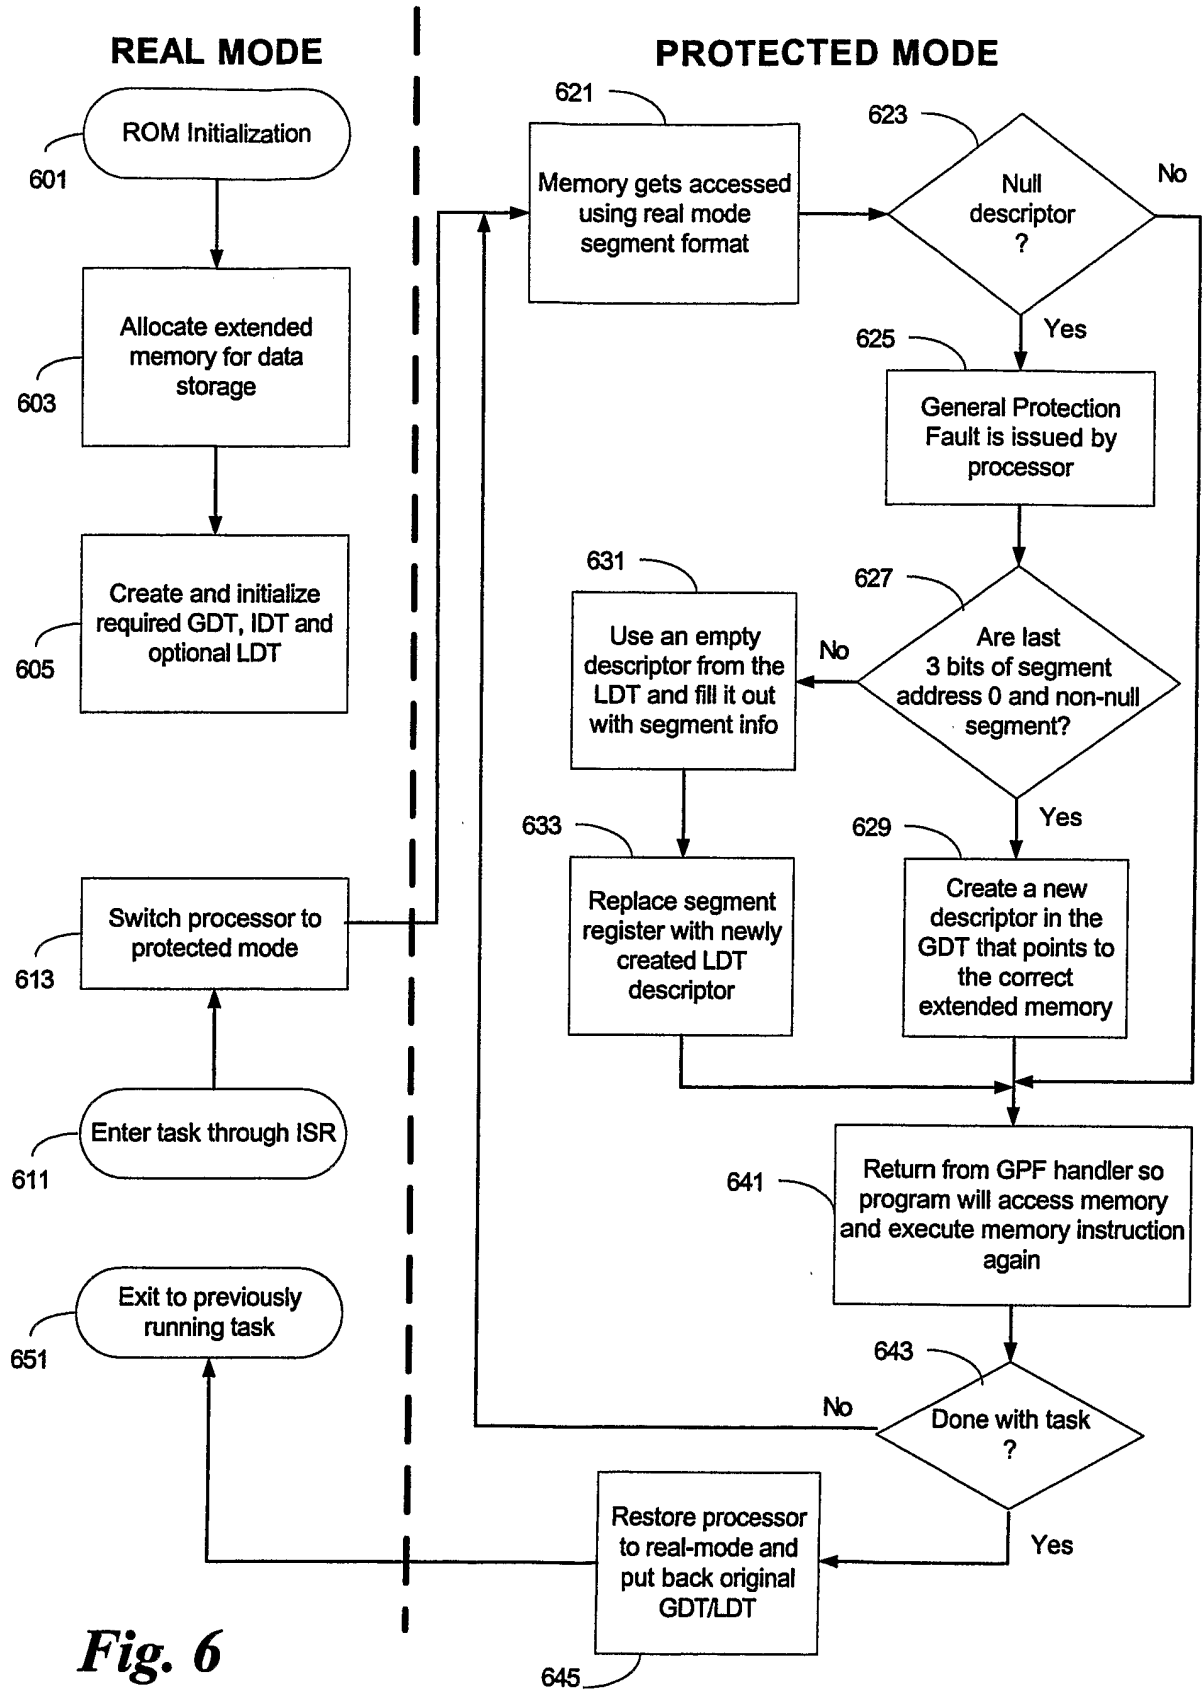 REAL MODE
PROTECTED MODE
ROM Initialization
601
Allocate extended
memory for data
storage
603
Create and initialize
required GDT, IDT and
optional LDT
605
Switch processor to
protected mode
613
Enter task through ISR
611
Exit to previously
running task
651
621
Memory gets accessed
using real mode
segment format
623
Null
descriptor
?
No
Yes
625
General Protection
Fault is issued by
processor
627
Are last
3 bits of segment
address 0 and non-null
segment?
No
Yes
631
Use an empty
descriptor from the
LDT and fill it out
with segment info
633
Replace segment
register with newly
created LDT
descriptor
629
Create a new
descriptor in the
GDT that points to
the correct
extended memory
641
Return from GPF handler so
program will access memory
and execute memory instruction
again
643
Done with task
?
No
Yes
Restore processor
to real-mode and
put back original
GDT/LDT
645
Fig. 6